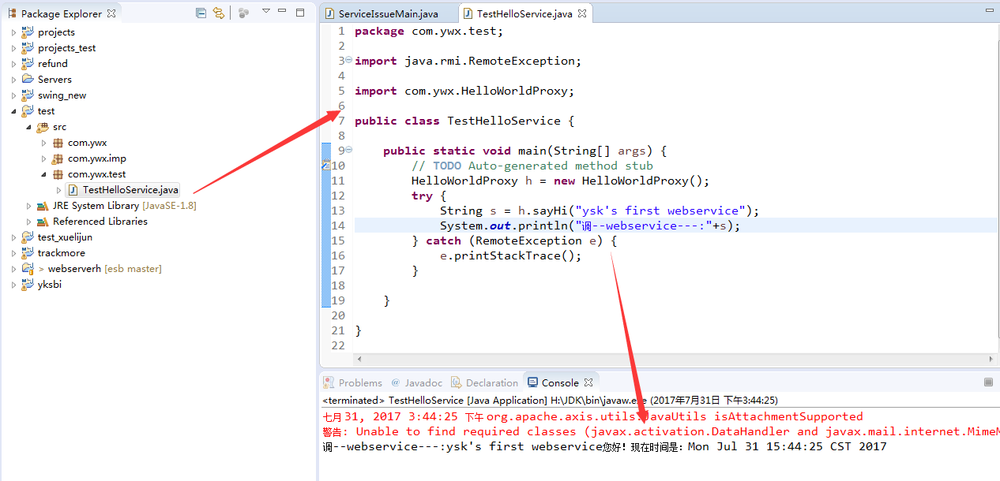 Package Explorer
projects
projects_test
refund
Servers
swing_new
test
src
com.ywx
com.ywx.imp
com.ywx.test
TestHelloService.java
JRE System Library [JavaSE-1.8]
Referenced Libraries
test_xuelijun
trackmore
> webserverh [esb master]
yksbi
ServiceIssueMain.java TestHelloService.java
1 package com.ywx.test;
2
3 import java.rmi.RemoteException;
4
5 import com.ywx.HelloWorldProxy;
6
7 public class TestHelloService {
8
9 public static void main(String[] args) {
10 // TODO Auto-generated method stub
11 HelloWorldProxy h = new HelloWorldProxy();
12 try {
13 String s = h.sayHi("ysk's first webservice");
14 System.out.println("调--webservice---:"+s);
15 } catch (RemoteException e) {
16 e.printStackTrace();
17 }
18
19 }
20
21 }
22
Problems @ Javadoc Declaration Console
<terminated> TestHelloService [Java Application] H:\JDK\bin\javaw.exe (2017年7月31日 下午3:44:25)
七月 31, 2017 3:44:25 下午 org.apache.axis.utils.JavaUtils isAttachmentSupported
警告: Unable to find required classes (javax.activation.DataHandler and javax.mail.internet.MimeM
调--webservice---:ysk's first webservice您好！现在时间是：Mon Jul 31 15:44:25 CST 2017